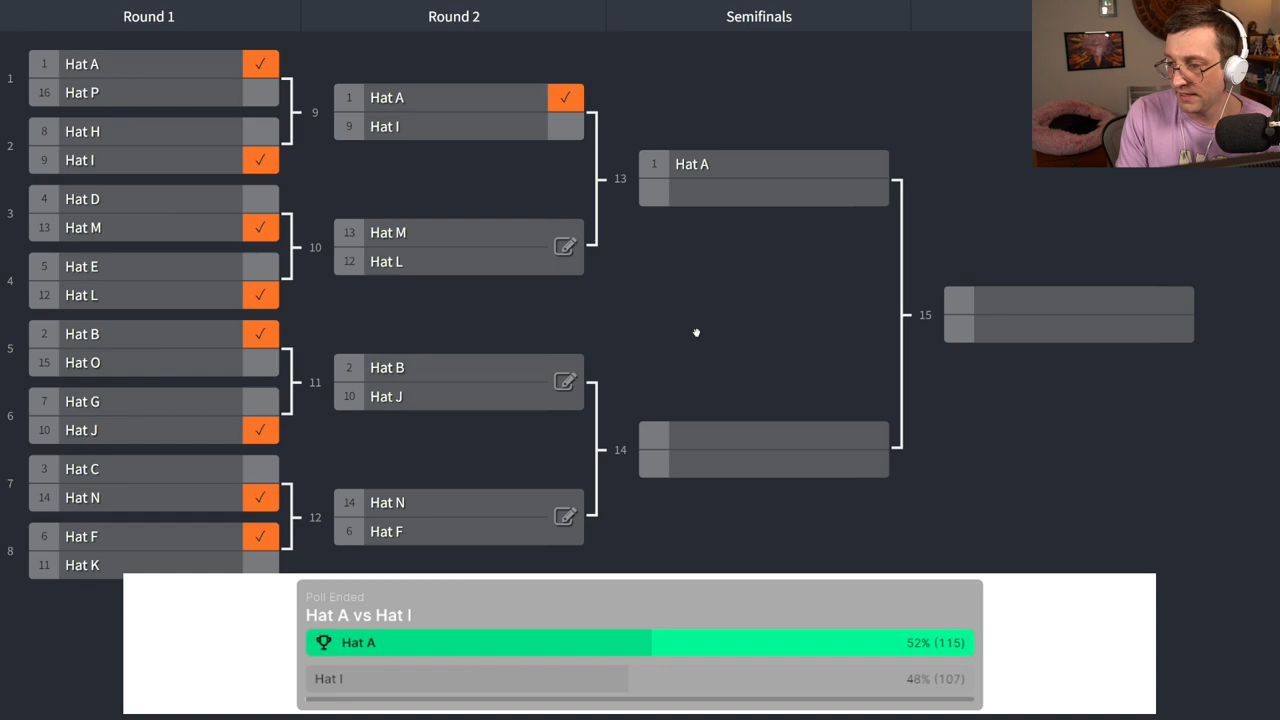 Round 1
Round 2
Semifinals
1
1 Hat A ✓
16 Hat P
2
8 Hat H
9 Hat I ✓
3
4 Hat D
13 Hat M ✓
4
5 Hat E
12 Hat L ✓
5
2 Hat B ✓
15 Hat O
6
7 Hat G
10 Hat J ✓
7
3 Hat C
14 Hat N ✓
8
6 Hat F ✓
11 Hat K
9
1 Hat A ✓
9 Hat I
10
13 Hat M
12 Hat L
11
2 Hat B
10 Hat J
12
14 Hat N
6 Hat F
13
1 Hat A
14
15
Poll Ended
Hat A vs Hat I
Hat A 52% (115)
Hat I 48% (107)